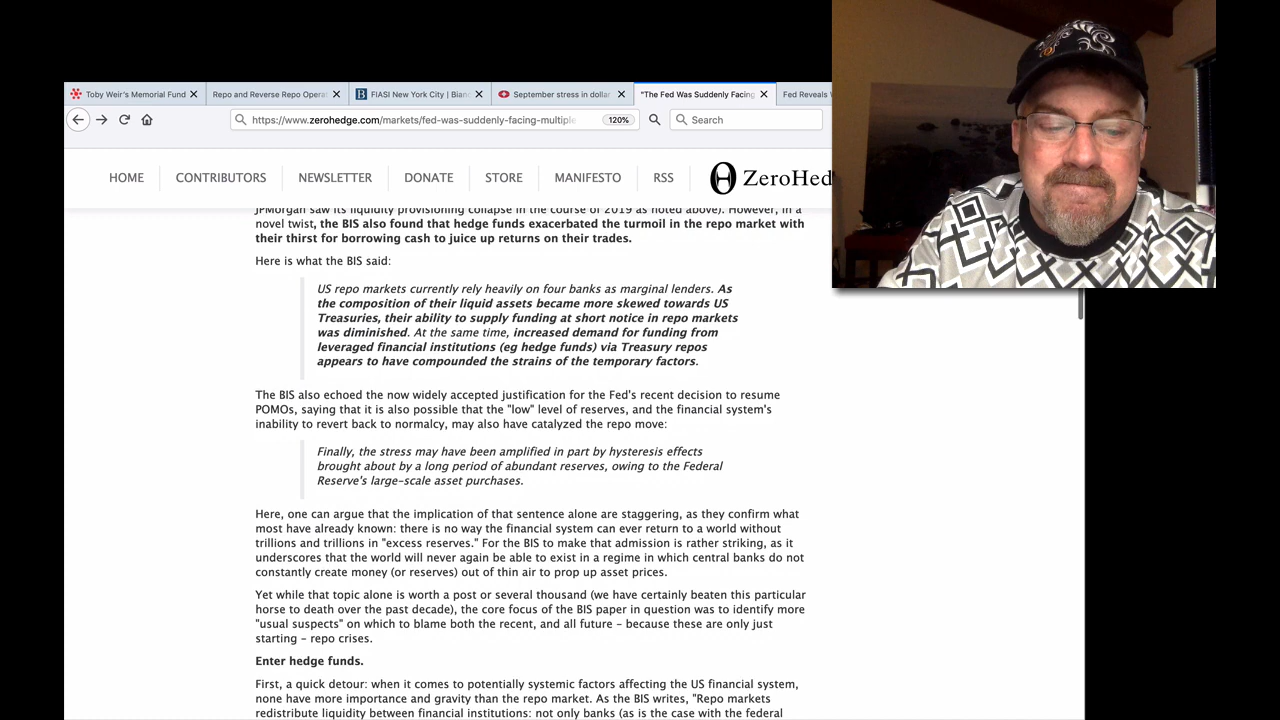 Toby Weir's Memorial Fund
Repo and Reverse Repo Opera
FIASI New York City | Bian
September stress in dollar
"The Fed Was Suddenly Facing
Fed Reveals
https://www.zerohedge.com/markets/fed-was-suddenly-facing-multiple
120%
Search
HOME
CONTRIBUTORS
NEWSLETTER
DONATE
STORE
MANIFESTO
RSS
ZeroHed
JPMorgan saw its liquidity provisioning collapse in the course of 2019 as noted above). However, in a
novel twist, the BIS also found that hedge funds exacerbated the turmoil in the repo market with
their thirst for borrowing cash to juice up returns on their trades.
Here is what the BIS said:
US repo markets currently rely heavily on four banks as marginal lenders. As
the composition of their liquid assets became more skewed towards US
Treasuries, their ability to supply funding at short notice in repo markets
was diminished. At the same time, increased demand for funding from
leveraged financial institutions (eg hedge funds) via Treasury repos
appears to have compounded the strains of the temporary factors.
The BIS also echoed the now widely accepted justification for the Fed's recent decision to resume
POMOs, saying that it is also possible that the "low" level of reserves, and the financial system's
inability to revert back to normalcy, may also have catalyzed the repo move:
Finally, the stress may have been amplified in part by hysteresis effects
brought about by a long period of abundant reserves, owing to the Federal
Reserve's large-scale asset purchases.
Here, one can argue that the implication of that sentence alone are staggering, as they confirm what
most have already known: there is no way the financial system can ever return to a world without
trillions and trillions in "excess reserves." For the BIS to make that admission is rather striking, as it
underscores that the world will never again be able to exist in a regime in which central banks do not
constantly create money (or reserves) out of thin air to prop up asset prices.
Yet while that topic alone is worth a post or several thousand (we have certainly beaten this particular
horse to death over the past decade), the core focus of the BIS paper in question was to identify more
"usual suspects" on which to blame both the recent, and all future – because these are only just
starting – repo crises.
Enter hedge funds.
First, a quick detour: when it comes to potentially systemic factors affecting the US financial system,
none have more importance and gravity than the repo market. As the BIS writes, "Repo markets
redistribute liquidity between financial institutions: not only banks (as is the case with the federal